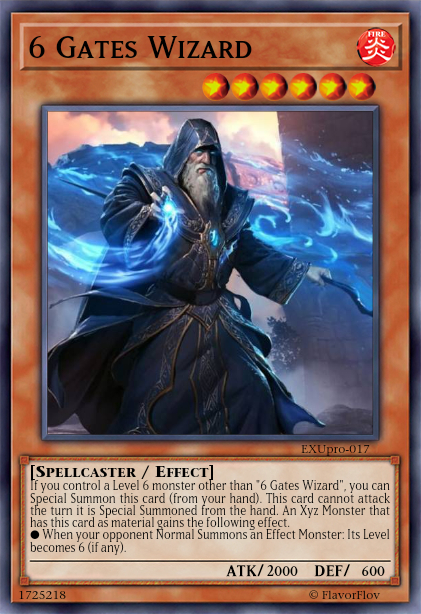 6 Gates Wizard
FIRE
炎
EXUpro-017
[Spellcaster / Effect]
If you control a Level 6 monster other than "6 Gates Wizard", you can
Special Summon this card (from your hand). This card cannot attack
the turn it is Special Summoned from the hand. An Xyz Monster that
has this card as material gains the following effect.
● When your opponent Normal Summons an Effect Monster: Its Level
becomes 6 (if any).
ATK/ 2000 DEF/ 600
1725218 © FlavorFlov